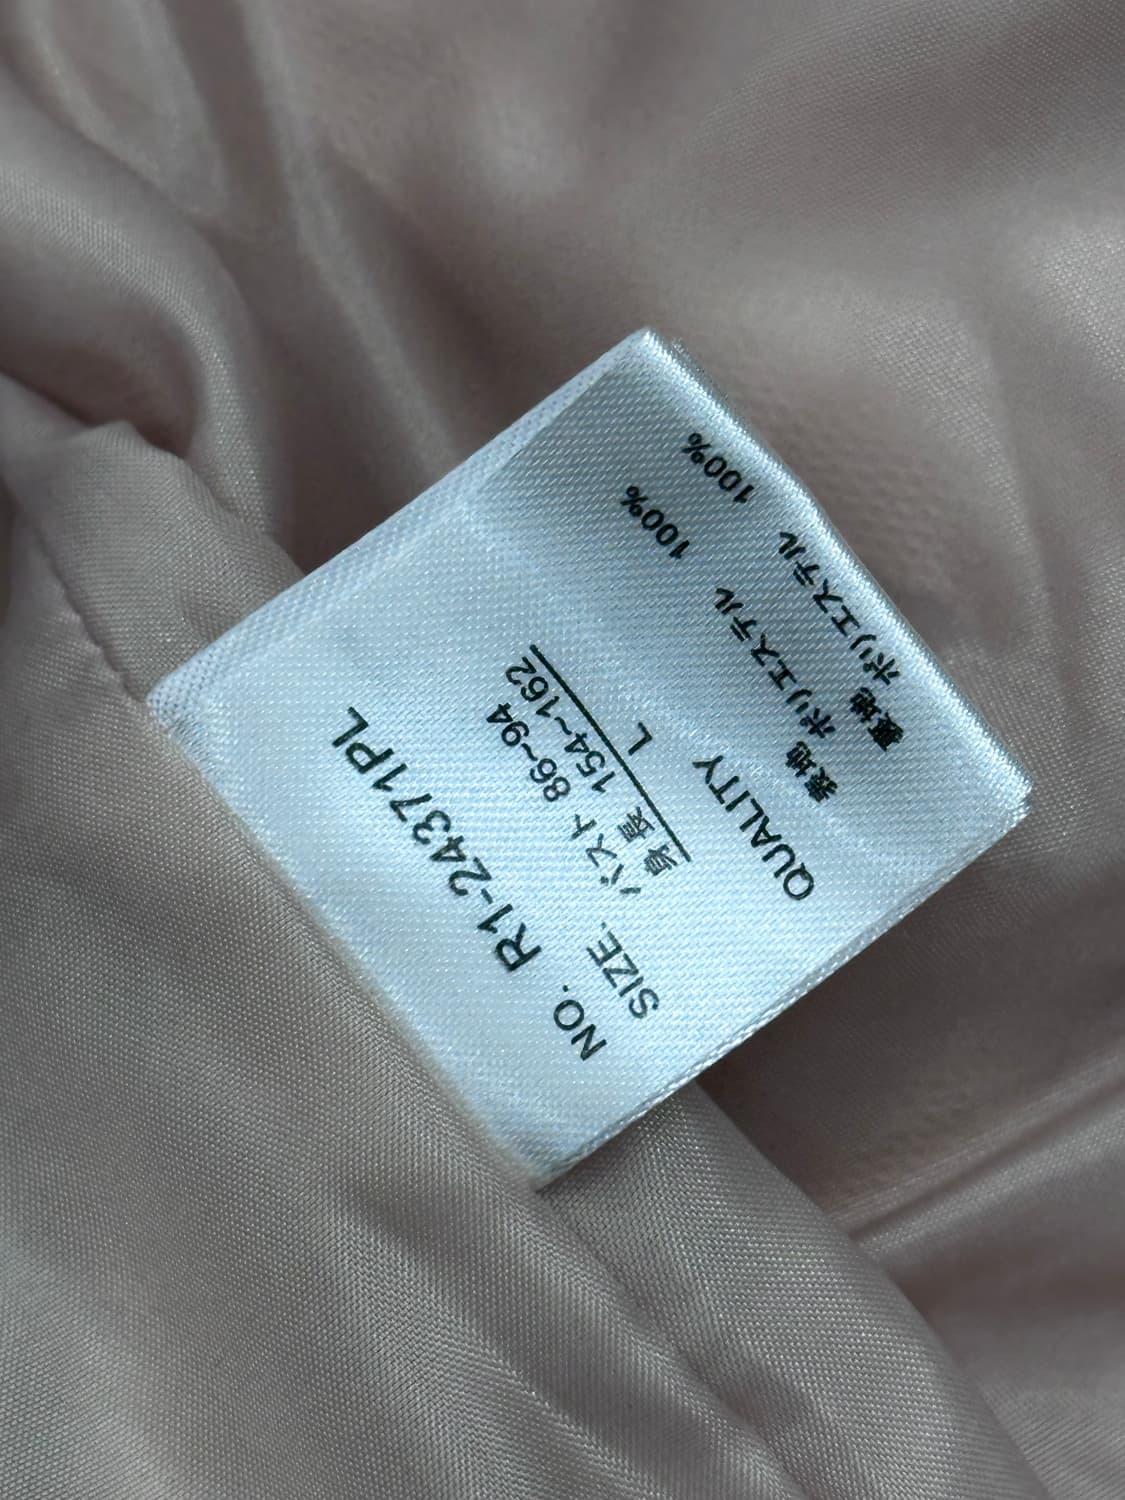 NO. R1-24371PL
SIZE. バスト 86~94
身長 154~162
L
QUALITY
表地 ポリエステル 100%
裏地 ポリエステル 100%